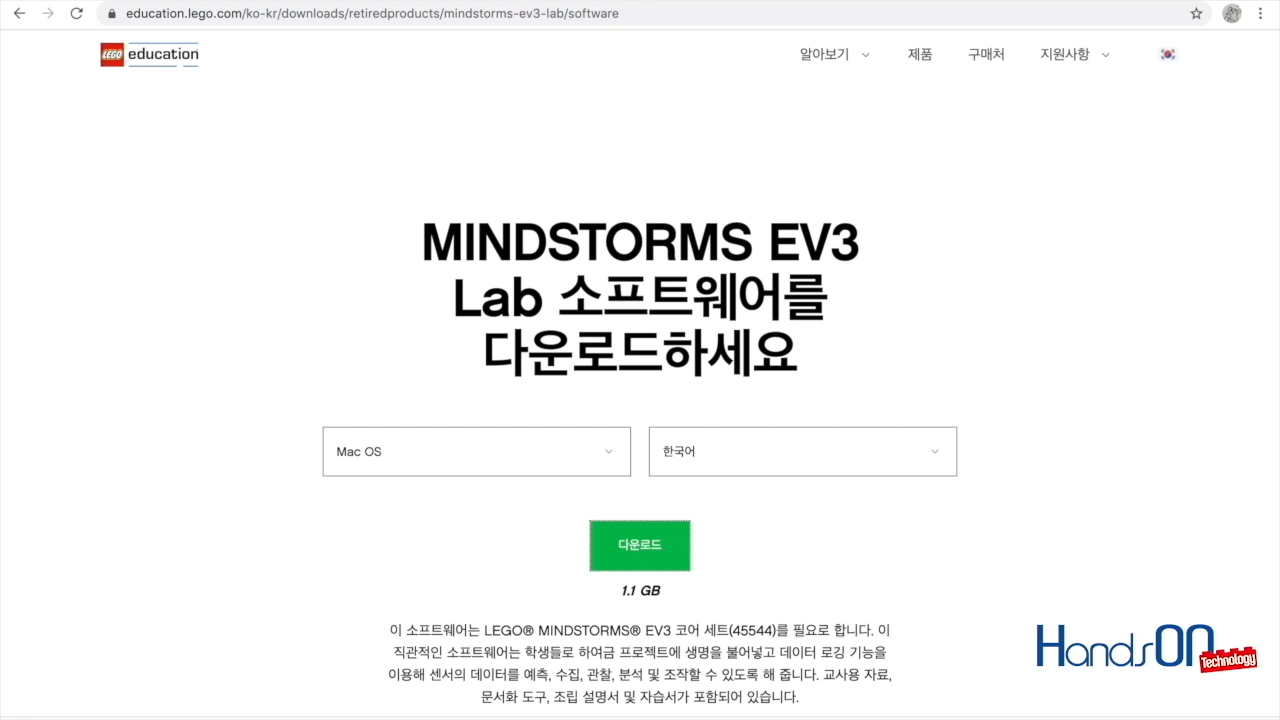 education.lego.com/ko-kr/downloads/retiredproducts/mindstorms-ev3-lab/software
LEGO education
알아보기 제품 구매처 지원사항
MINDSTORMS EV3
Lab 소프트웨어를
다운로드하세요
Mac OS 한국어
다운로드
1.1 GB
이 소프트웨어는 LEGO® MINDSTORMS® EV3 코어 세트(45544)를 필요로 합니다. 이
직관적인 소프트웨어는 학생들로 하여금 프로젝트에 생명을 불어넣고 데이터 로깅 기능을
이용해 센서의 데이터를 예측, 수집, 관찰, 분석 및 조작할 수 있도록 해 줍니다. 교사용 자료,
문서화 도구, 조립 설명서 및 자습서가 포함되어 있습니다.
HandsON
Technology